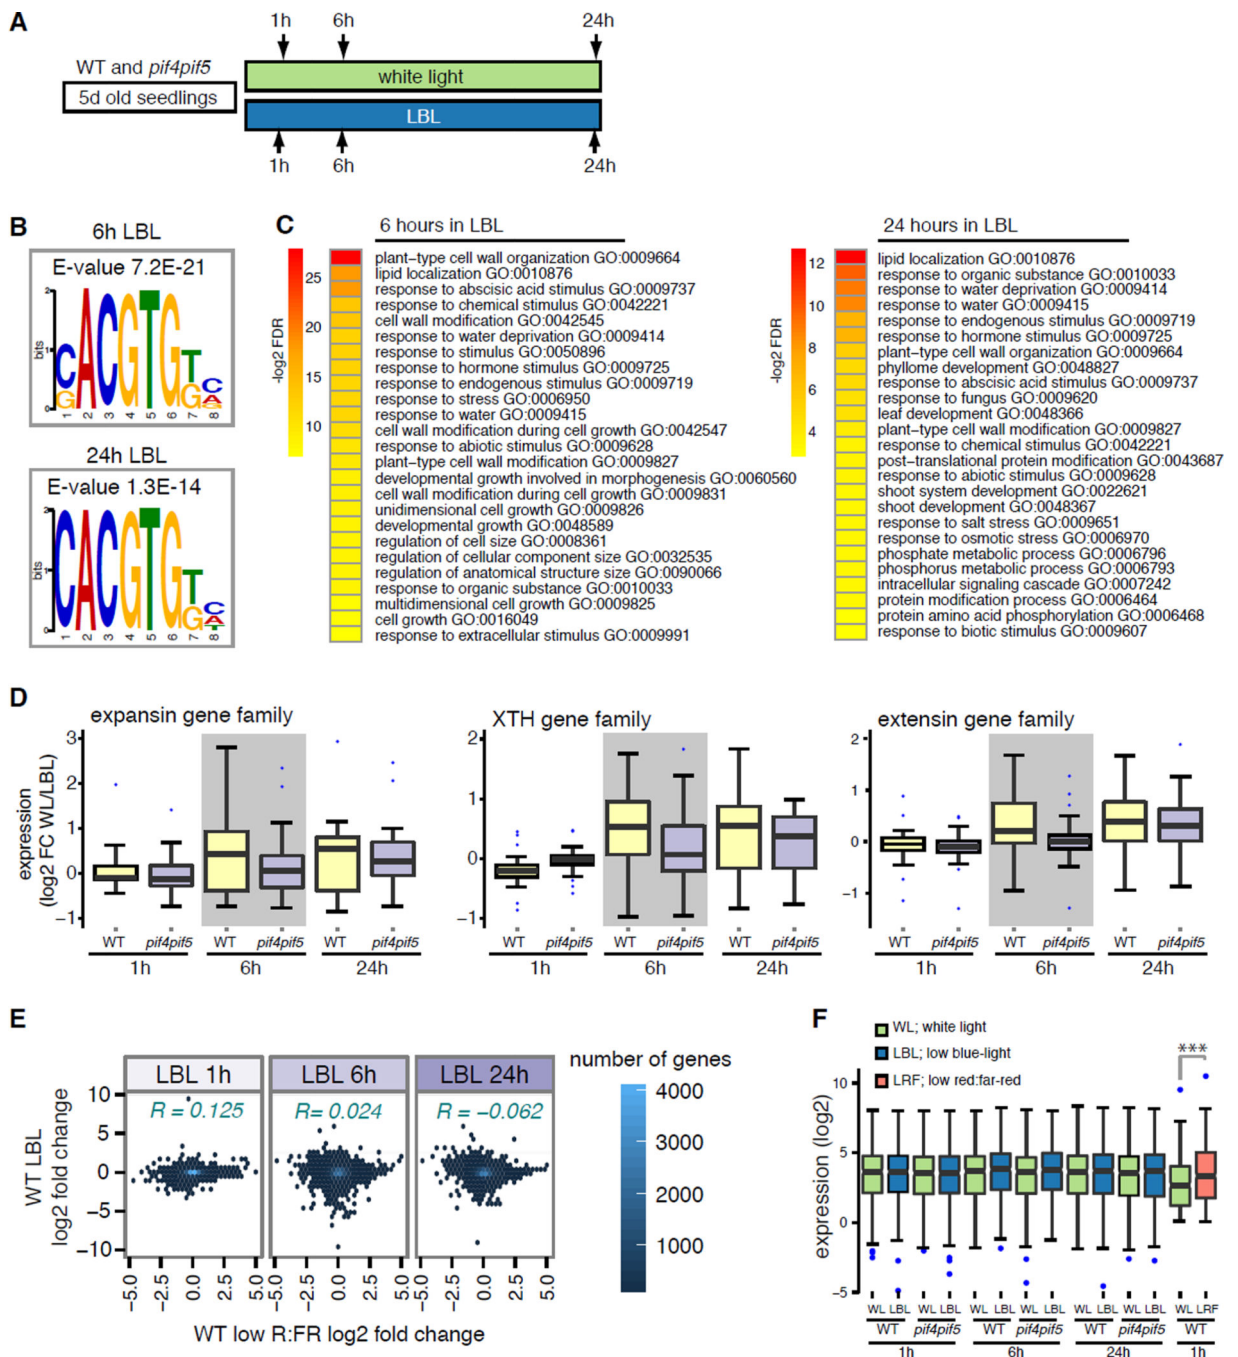 A
1h 6h 24h
WT and pif4pif5
5d old seedlings
white light
LBL
1h 6h 24h
B
6h LBL
E-value 7.2E-21
2
1
0
bits
1 2 3 4 5 6 7 8
24h LBL
E-value 1.3E-14
2
1
0
bits
1 2 3 4 5 6 7 8
C
6 hours in LBL
-log2 FDR
25
20
15
10
plant-type cell wall organization GO:0009664
lipid localization GO:0010876
response to abscisic acid stimulus GO:0009737
response to chemical stimulus GO:0042221
cell wall modification GO:0042545
response to water deprivation GO:0009414
response to stimulus GO:0050896
response to hormone stimulus GO:0009725
response to endogenous stimulus GO:0009719
response to stress GO:0006950
response to water GO:0009415
cell wall modification during cell growth GO:0042547
response to abiotic stimulus GO:0009628
plant-type cell wall modification GO:0009827
developmental growth involved in morphogenesis GO:0060560
cell wall modification during cell growth GO:0009831
unidimensional cell growth GO:0009826
developmental growth GO:0048589
regulation of cell size GO:0008361
regulation of cellular component size GO:0032535
regulation of anatomical structure size GO:0090066
response to organic substance GO:0010033
multidimensional cell growth GO:0009825
cell growth GO:0016049
response to extracellular stimulus GO:0009991
24 hours in LBL
-log2 FDR
12
10
8
6
4
lipid localization GO:0010876
response to organic substance GO:0010033
response to water deprivation GO:0009414
response to water GO:0009415
response to endogenous stimulus GO:0009719
response to hormone stimulus GO:0009725
plant-type cell wall organization GO:0009664
phyllome development GO:0048827
response to abscisic acid stimulus GO:0009737
response to fungus GO:0009620
leaf development GO:0048366
plant-type cell wall modification GO:0009827
response to chemical stimulus GO:0042221
post-translational protein modification GO:0043687
response to abiotic stimulus GO:0009628
shoot system development GO:0022621
shoot development GO:0048367
response to salt stress GO:0009651
response to osmotic stress GO:0006970
phosphate metabolic process GO:0006796
phosphorus metabolic process GO:0006793
intracellular signaling cascade GO:0007242
protein modification process GO:0006464
protein amino acid phosphorylation GO:0006468
response to biotic stimulus GO:0009607
D
expansin gene family
expression
(log2 FC WL/LBL)
3
2
1
0
-1
WT pif4pif5 WT pif4pif5 WT pif4pif5
1h 6h 24h
XTH gene family
2
1
0
-1
WT pif4pif5 WT pif4pif5 WT pif4pif5
1h 6h 24h
extensin gene family
2
1
0
-1
WT pif4pif5 WT pif4pif5 WT pif4pif5
1h 6h 24h
E
LBL 1h LBL 6h LBL 24h
R = 0.125 R= 0.024 R = -0.062
WT LBL
log2 fold change
10
5
0
-5
-10
-5.0 -2.5 0.0 2.5 5.0 -5.0 -2.5 0.0 2.5 5.0 -5.0 -2.5 0.0 2.5 5.0
WT low R:FR log2 fold change
number of genes
4000
3000
2000
1000
F
WL; white light
LBL; low blue-light
LRF; low red:far-red
***
expression (log2)
10
5
0
-5
WL LBL WL LBL WL LBL WL LBL WL LBL WL LBL WL LRF
WT pif4pif5 WT pif4pif5 WT pif4pif5 WT
1h 6h 24h 1h